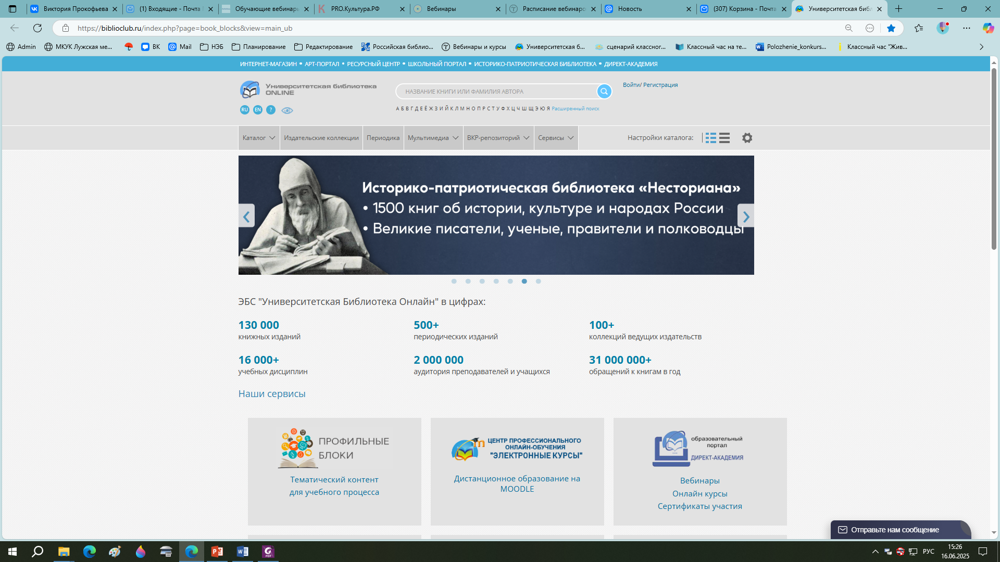 Виктория Прокофьева
(1) Входящие - Почта
Обучающие вебинары
PRO.Культура.РФ
Вебинары
Расписание вебинаро
Новость
(307) Корзина - Почта
Университетская библ
https://biblioclub.ru/index.php?page=book_blocks&view=main_ub
Admin
МКУК Лужская ме...
ВК
Mail
НЭБ
Планирование
Редактирование
Российская библио...
Вебинары и курсы
Университетская б...
сценарий классног...
Классный час на те...
Polozhenie_konkurs...
Классный час "Жив...
ИНТЕРНЕТ-МАГАЗИН • АРТ-ПОРТАЛ • РЕСУРСНЫЙ ЦЕНТР • ШКОЛЬНЫЙ ПОРТАЛ • ИСТОРИКО-ПАТРИОТИЧЕСКАЯ БИБЛИОТЕКА • ДИРЕКТ-АКАДЕМИЯ
Университетская библиотека
ONLINE
НАЗВАНИЕ КНИГИ ИЛИ ФАМИЛИЯ АВТОРА
Войти/ Регистрация
RU EN ?
А Б В Г Д Е Ё Ж З И Й К Л М Н О П Р С Т У Ф Х Ц Ч Ш Щ Э Ю Я Расширенный поиск
Каталог
Издательские коллекции
Периодика
Мультимедиа
ВКР-репозиторий
Сервисы
Настройки каталога:
Историко-патриотическая библиотека «Несториана»
• 1500 книг об истории, культуре и народах России
• Великие писатели, ученые, правители и полководцы
ЭБС "Университетская Библиотека Онлайн" в цифрах:
130 000
книжных изданий
500+
периодических изданий
100+
коллекций ведущих издательств
16 000+
учебных дисциплин
2 000 000
аудитория преподавателей и учащихся
31 000 000+
обращений к книгам в год
Наши сервисы
ПРОФИЛЬНЫЕ
БЛОКИ
Тематический контент
для учебного процесса
ЦЕНТР ПРОФЕССИОНАЛЬНОГО
ОНЛАЙН-ОБУЧЕНИЯ
"ЭЛЕКТРОННЫЕ КУРСЫ"
Дистанционное образование на
MOODLE
образовательный
портал
ДИРЕКТ-АКАДЕМИЯ
Вебинары
Онлайн курсы
Сертификаты участия
Отправьте нам сообщение
РУС
15:26
16.06.2025